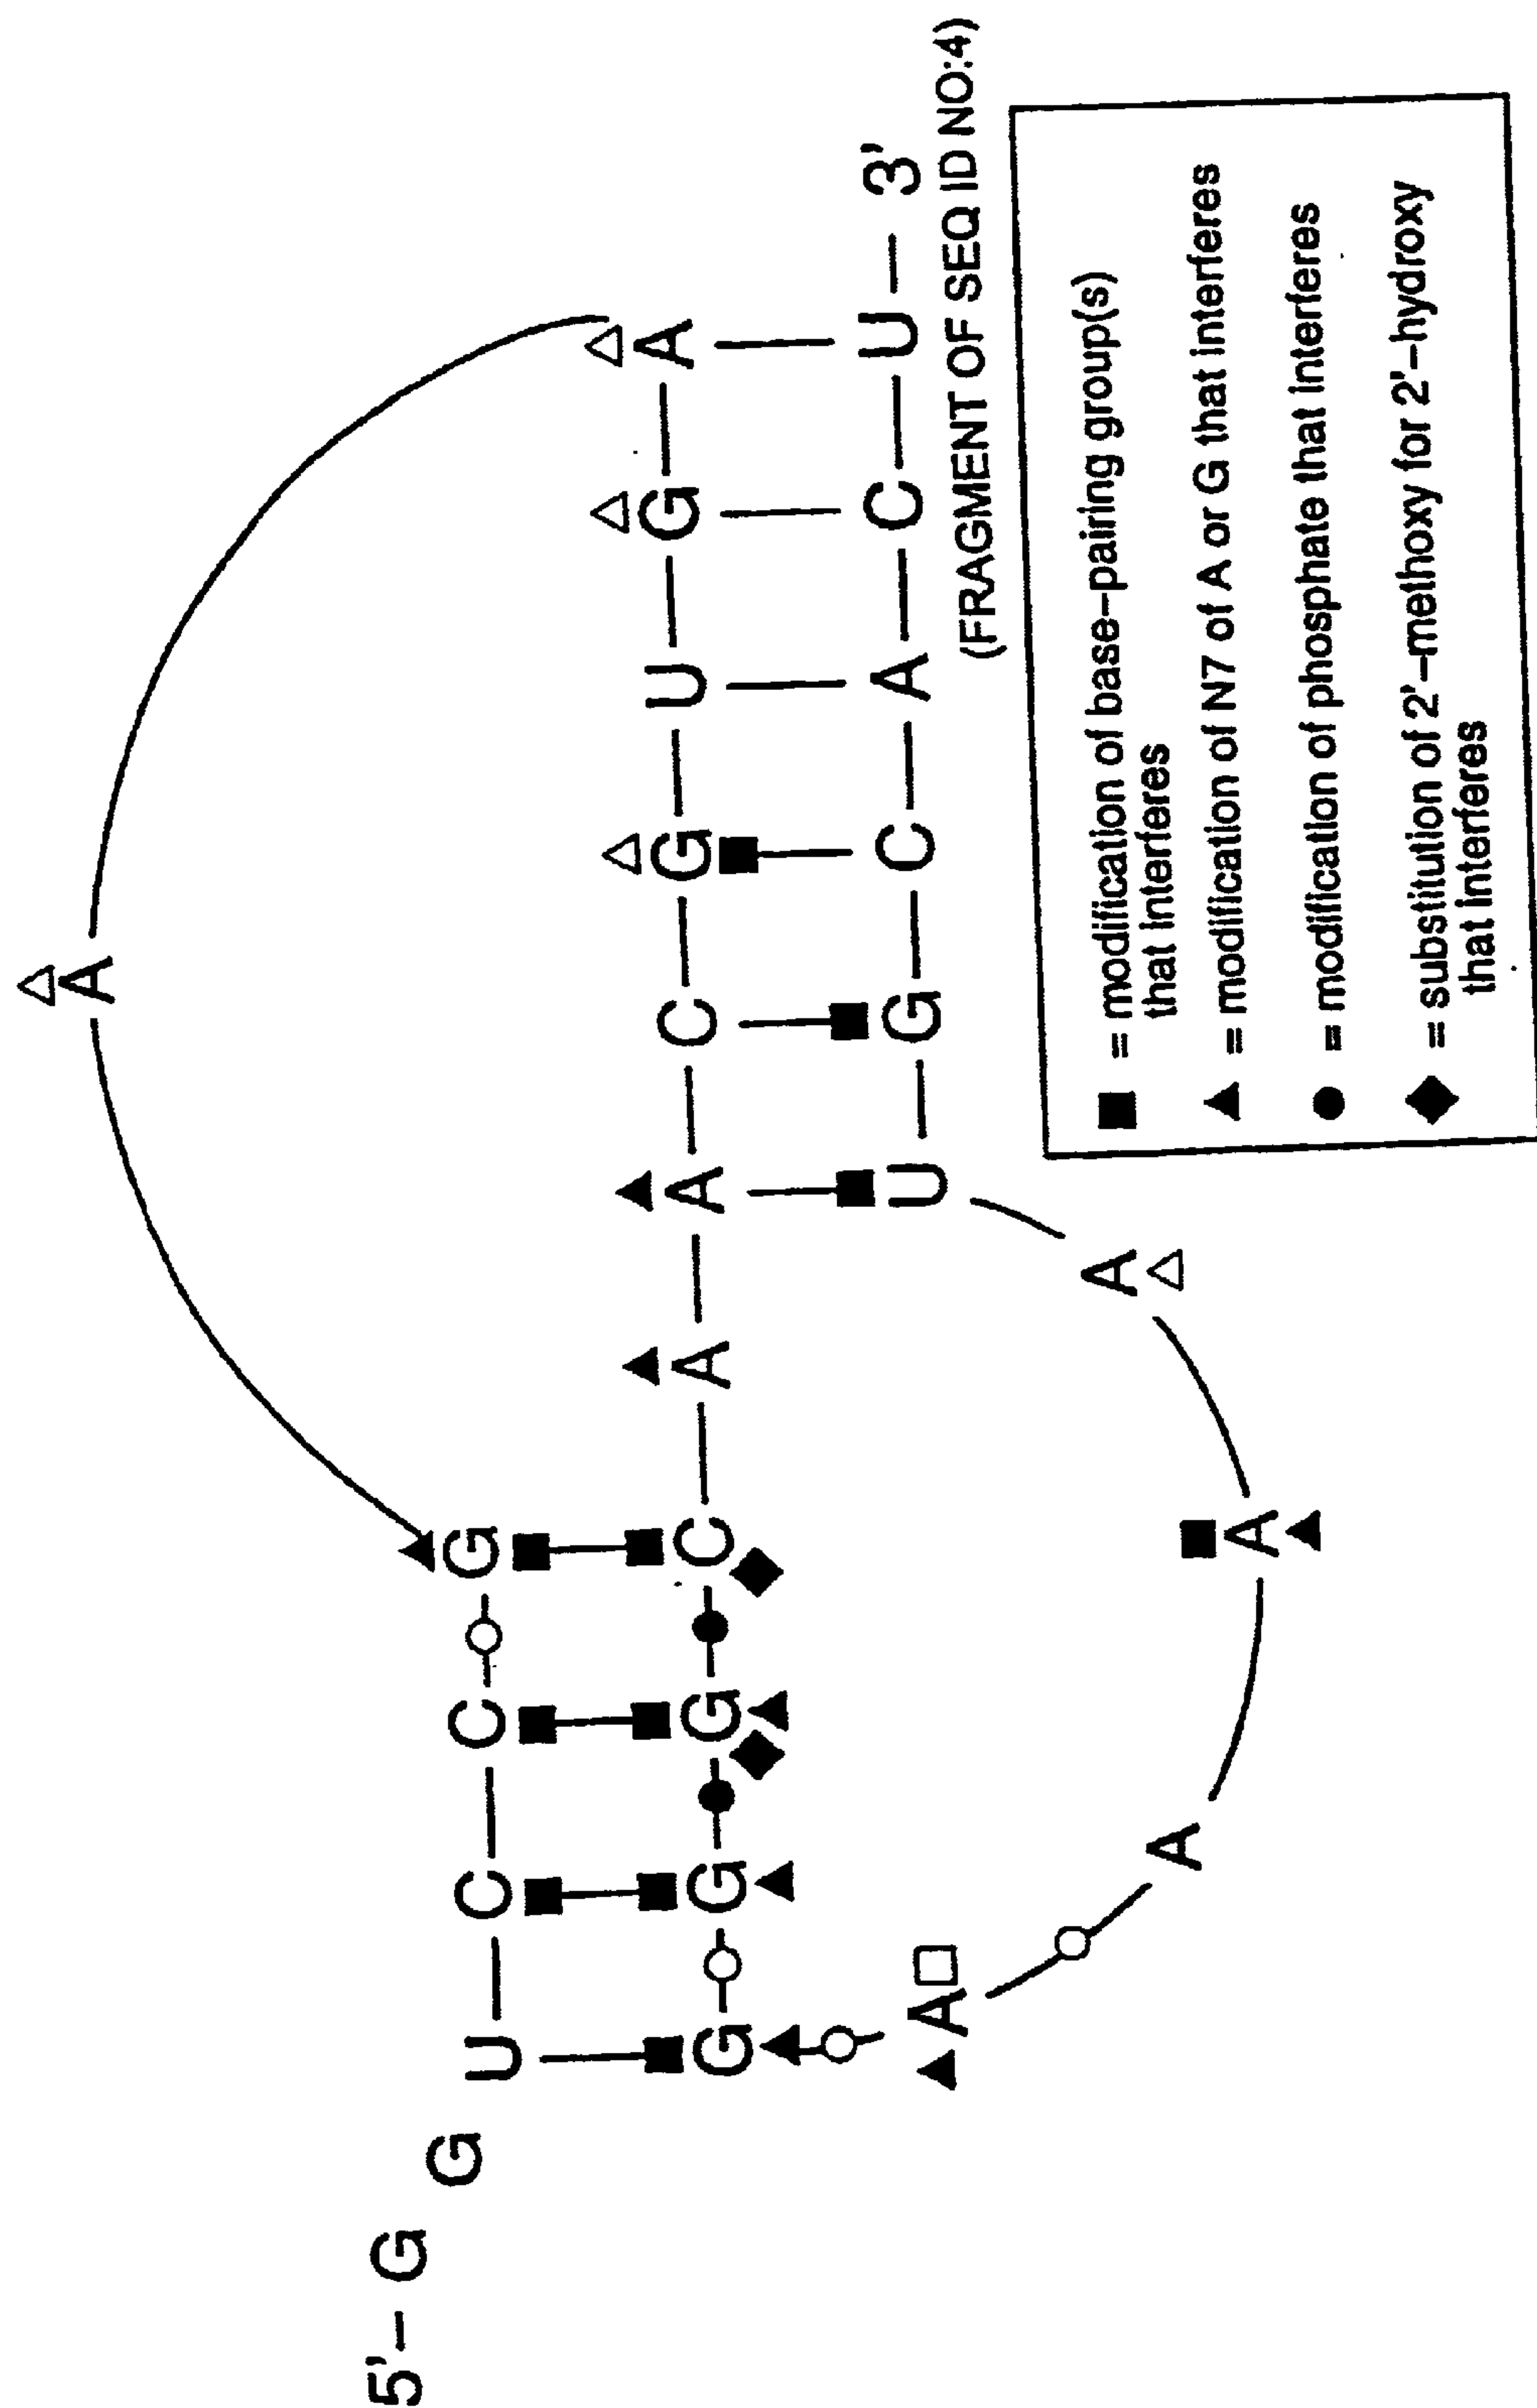 A
5'– G G U C C G
G G G C A A C G U G A
U G C A C U – 3'
(FRAGMENT OF SEQ ID NO:4)
A A A A
= modification of base–pairing group(s)
that interferes
= modification of N7 of A or G that interferes
= modification of phosphate that interferes
= substitution of 2'–methoxy for 2'–hydroxy
that interferes